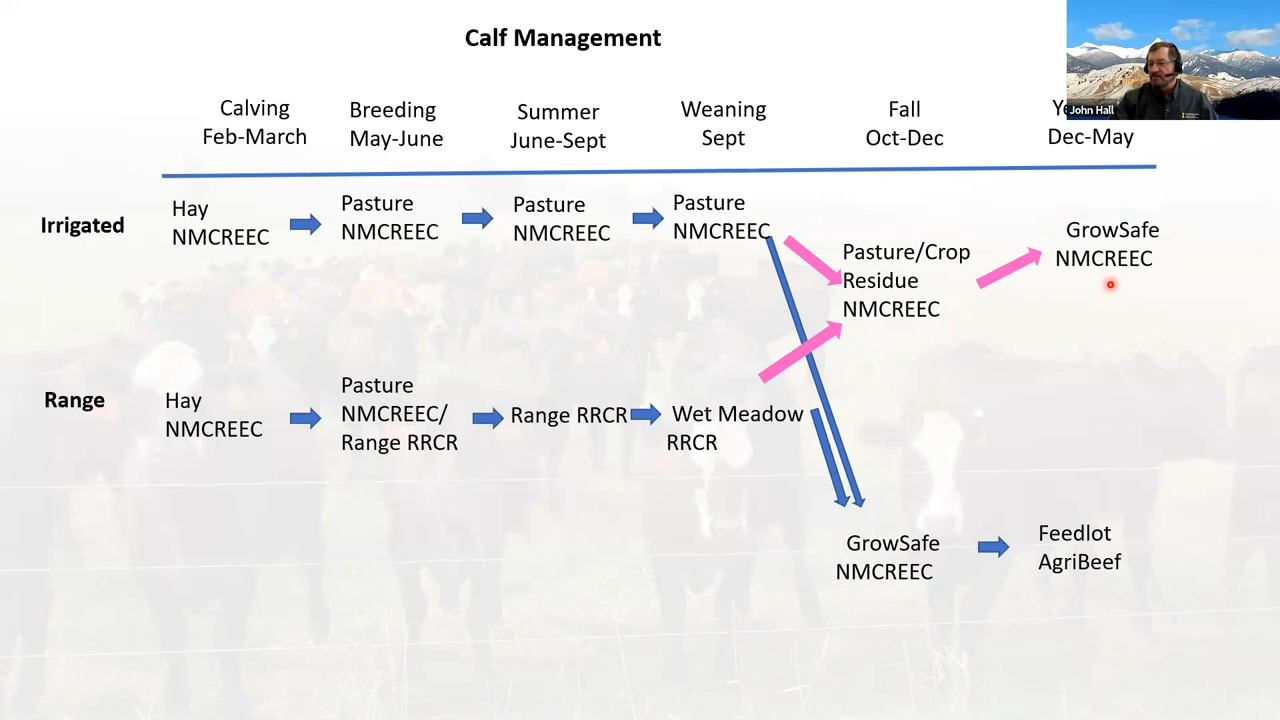 Calf Management
John Hall
Calving
Feb-March
Breeding
May-June
Summer
June-Sept
Weaning
Sept
Fall
Oct-Dec
Dec-May
Irrigated
Hay
NMCREEC
Pasture
NMCREEC
Pasture
NMCREEC
Pasture
NMCREEC
Pasture/Crop
Residue
NMCREEC
GrowSafe
NMCREEC
Range
Hay
NMCREEC
Pasture
NMCREEC/
Range RRCR
Range RRCR
Wet Meadow
RRCR
GrowSafe
NMCREEC
Feedlot
AgriBeef